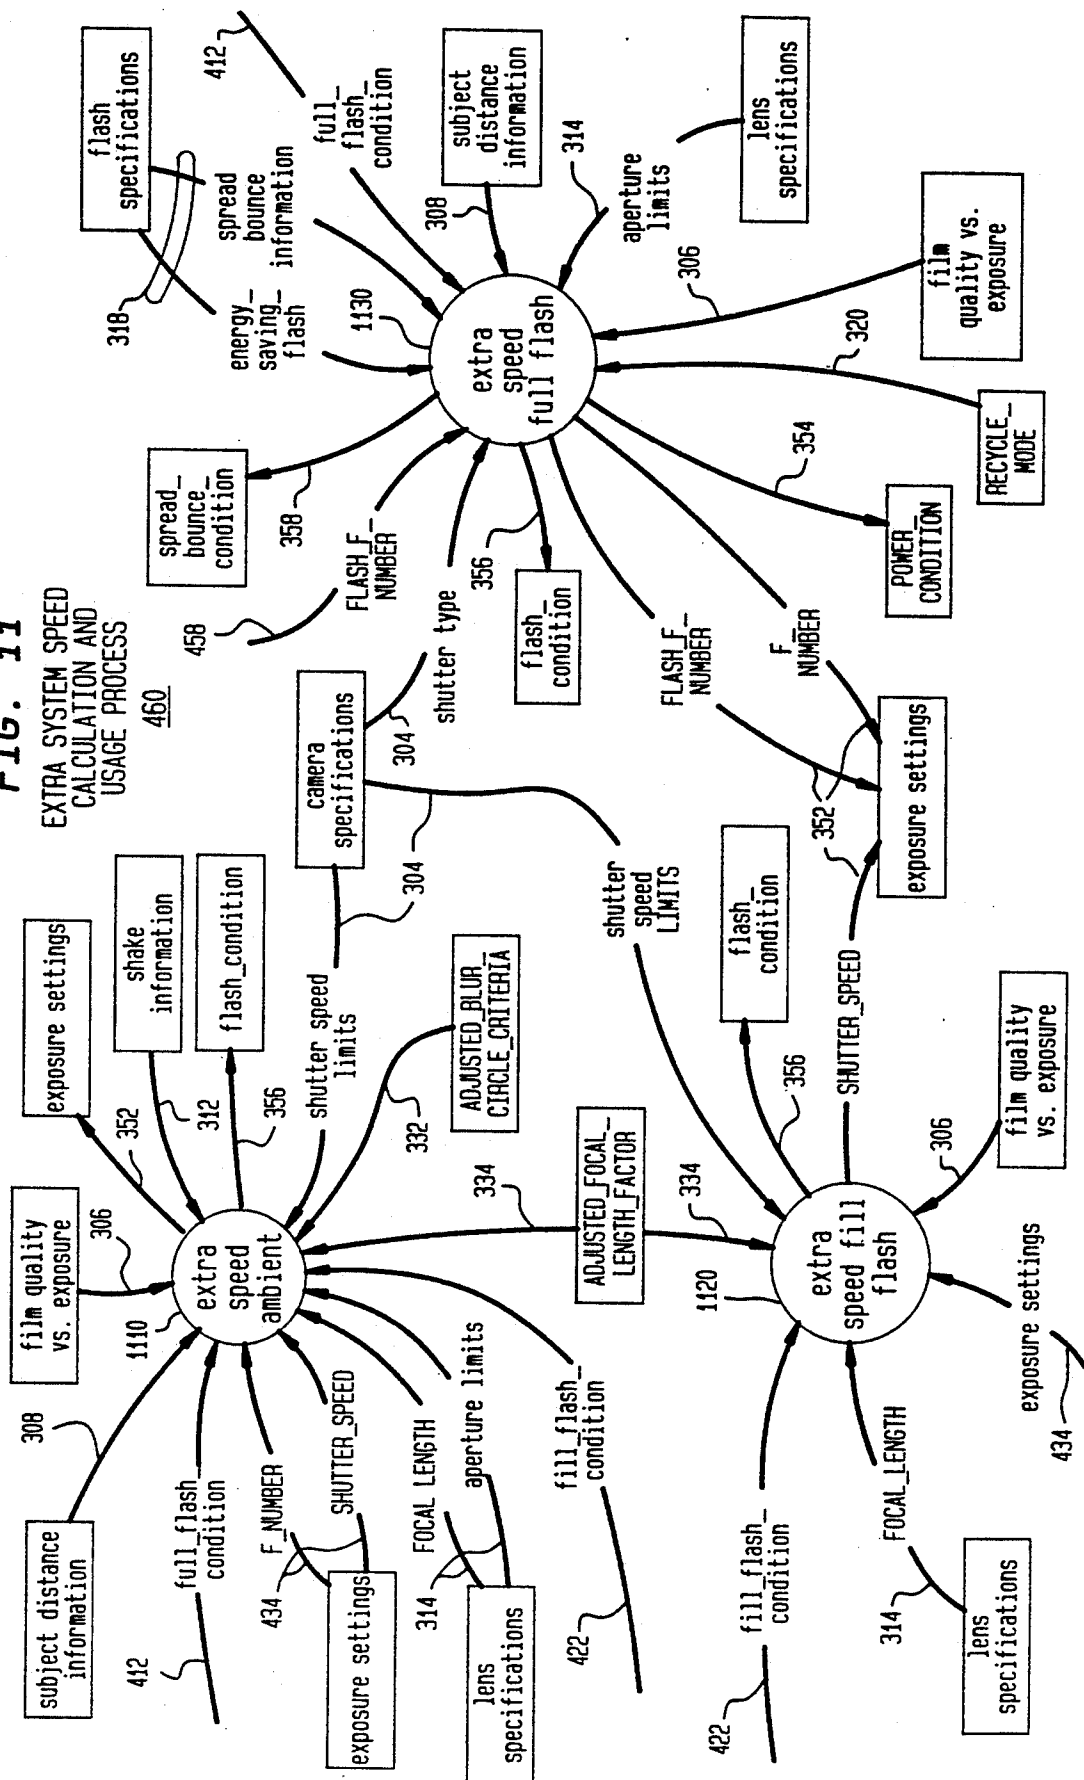 FIG. 11
EXTRA SYSTEM SPEED
CALCULATION AND
USAGE PROCESS
460
subject distance
information
308
film quality
vs. exposure
306
exposure settings
352
shake
information
312
flash_condition
356
1110
extra
speed
ambient
412
full_flash
condition
434
F_NUMBER
SHUTTER_SPEED
exposure settings
314
FOCAL LENGTH
aperture limits
lens
specifications
422
fill_flash_
condition
shutter speed
limits
304
camera
specifications
304
304
shutter type
332
ADJUSTED_BLUR_
CIRCLE_CRITERIA
334
ADJUSTED_FOCAL_
LENGTH_FACTOR
334
shutter
speed
LIMITS
422
fill_flash_
condition
1120
extra
speed fill
flash
314
FOCAL_LENGTH
lens
specifications
434
exposure settings
306
film quality
vs. exposure
356
flash_
condition
SHUTTER_SPEED
352
exposure settings
458
FLASH_F_
NUMBER
spread_
bounce_
condition
358
356
flash_
condition
FLASH_F_
NUMBER
F_
NUMBER
354
POWER_
CONDITION
320
RECYCLE_
MODE
306
film
quality vs.
exposure
1130
extra
speed
full flash
318
flash
specifications
energy_
saving_
flash
spread
bounce
information
412
full_
flash_
condition
308
subject
distance
information
314
aperture
limits
lens
specifications